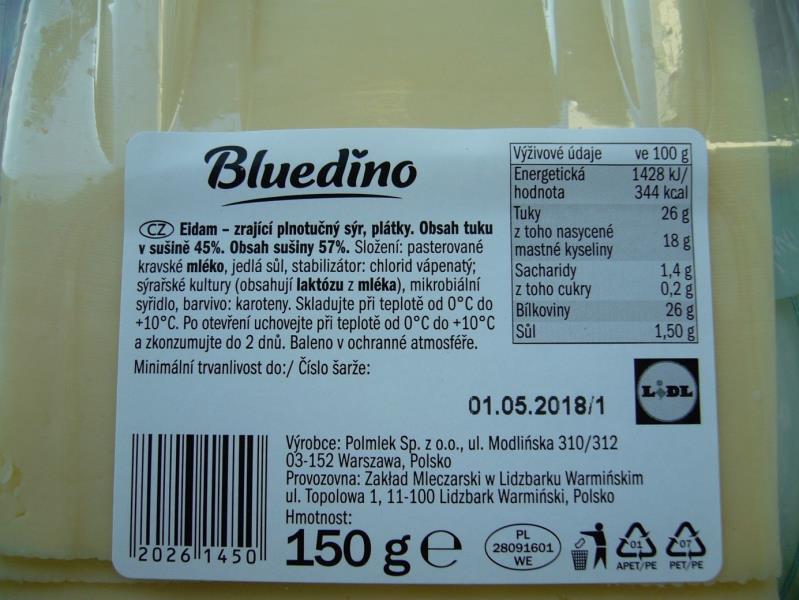 Bluedino
CZ Eidam – zrající plnotučný sýr, plátky. Obsah tuku
v sušině 45%. Obsah sušiny 57%. Složení: pasterované
kravské mléko, jedlá sůl, stabilizátor: chlorid vápenatý;
sýrařské kultury (obsahují laktózu z mléka), mikrobiální
syřidlo, barvivo: karoteny. Skladujte při teplotě od 0°C do
+10°C. Po otevření uchovejte při teplotě od 0°C do +10°C
a zkonzumujte do 2 dnů. Baleno v ochranné atmosféře.
Minimální trvanlivost do:/ Číslo šarže:
01.05.2018/1
Výživové údaje ve 100 g
Energetická 1428 kJ/
hodnota 344 kcal
Tuky 26 g
z toho nasycené
mastné kyseliny 18 g
Sacharidy 1,4 g
z toho cukry 0,2 g
Bílkoviny 26 g
Sůl 1,50 g
LIDL
Výrobce: Polmlek Sp. z o.o., ul. Modlińska 310/312
03-152 Warszawa, Polsko
Provozovna: Zakład Mleczarski w Lidzbarku Warmińskim
ul. Topolowa 1, 11-100 Lidzbark Warmiński, Polsko
Hmotnost:
150 g e
2026 1450
PL
28091601
WE
01
APET/PE
07
PET/PE